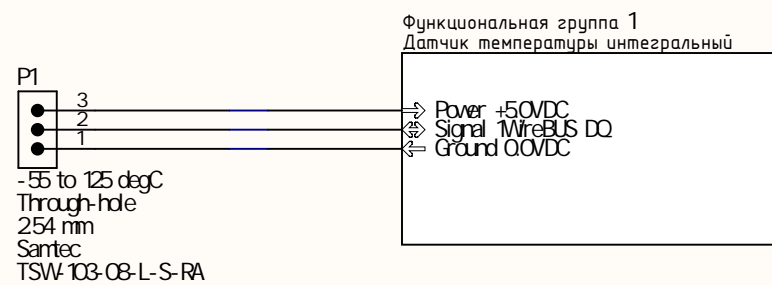 Функциональная группа 1
Датчик температуры интегральный
P1
3
2
1
Power +5.0VDC
Signal 1WireBUS DQ
Ground 0.0VDC
-55 to 125 degC
Through-hole
2.54 mm
Samtec
TSW-103-08-L-S-RA